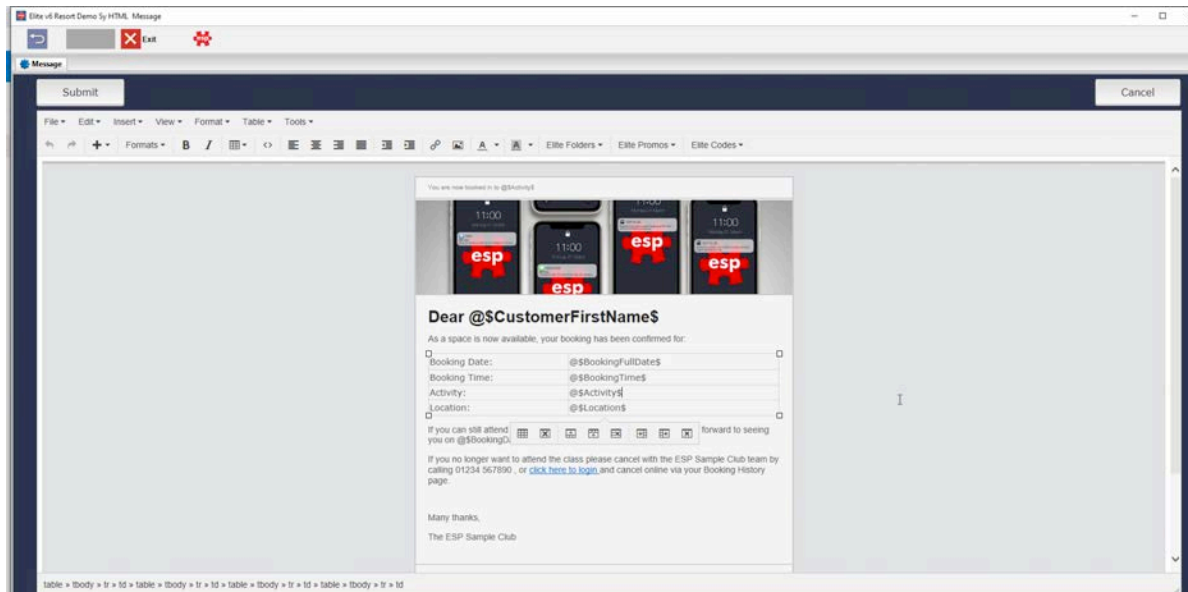 Elite v6 Resort Demo Sy HTML Message
Exit
Message
Submit
Cancel
File Edit Insert View Format Table Tools
Formats B I A A Elite Folders Elite Promos Elite Codes
You are now booked in to @$Activity$
11:00
11:00
11:00
esp
esp
esp
esp
Dear @$CustomerFirstName$
As a space is now available, your booking has been confirmed for:
Booking Date: @$BookingFullDate$
Booking Time: @$BookingTime$
Activity: @$Activity$
Location: @$Location$
If you can still attend forward to seeing
you on @$BookingD
If you no longer want to attend the class please cancel with the ESP Sample Club team by
calling 01234 567890 , or click here to login and cancel online via your Booking History
page.
Many thanks,
The ESP Sample Club
table » tbody » tr » td » table » tbody » tr » td » table » tbody » tr » td » table » tbody » tr » td